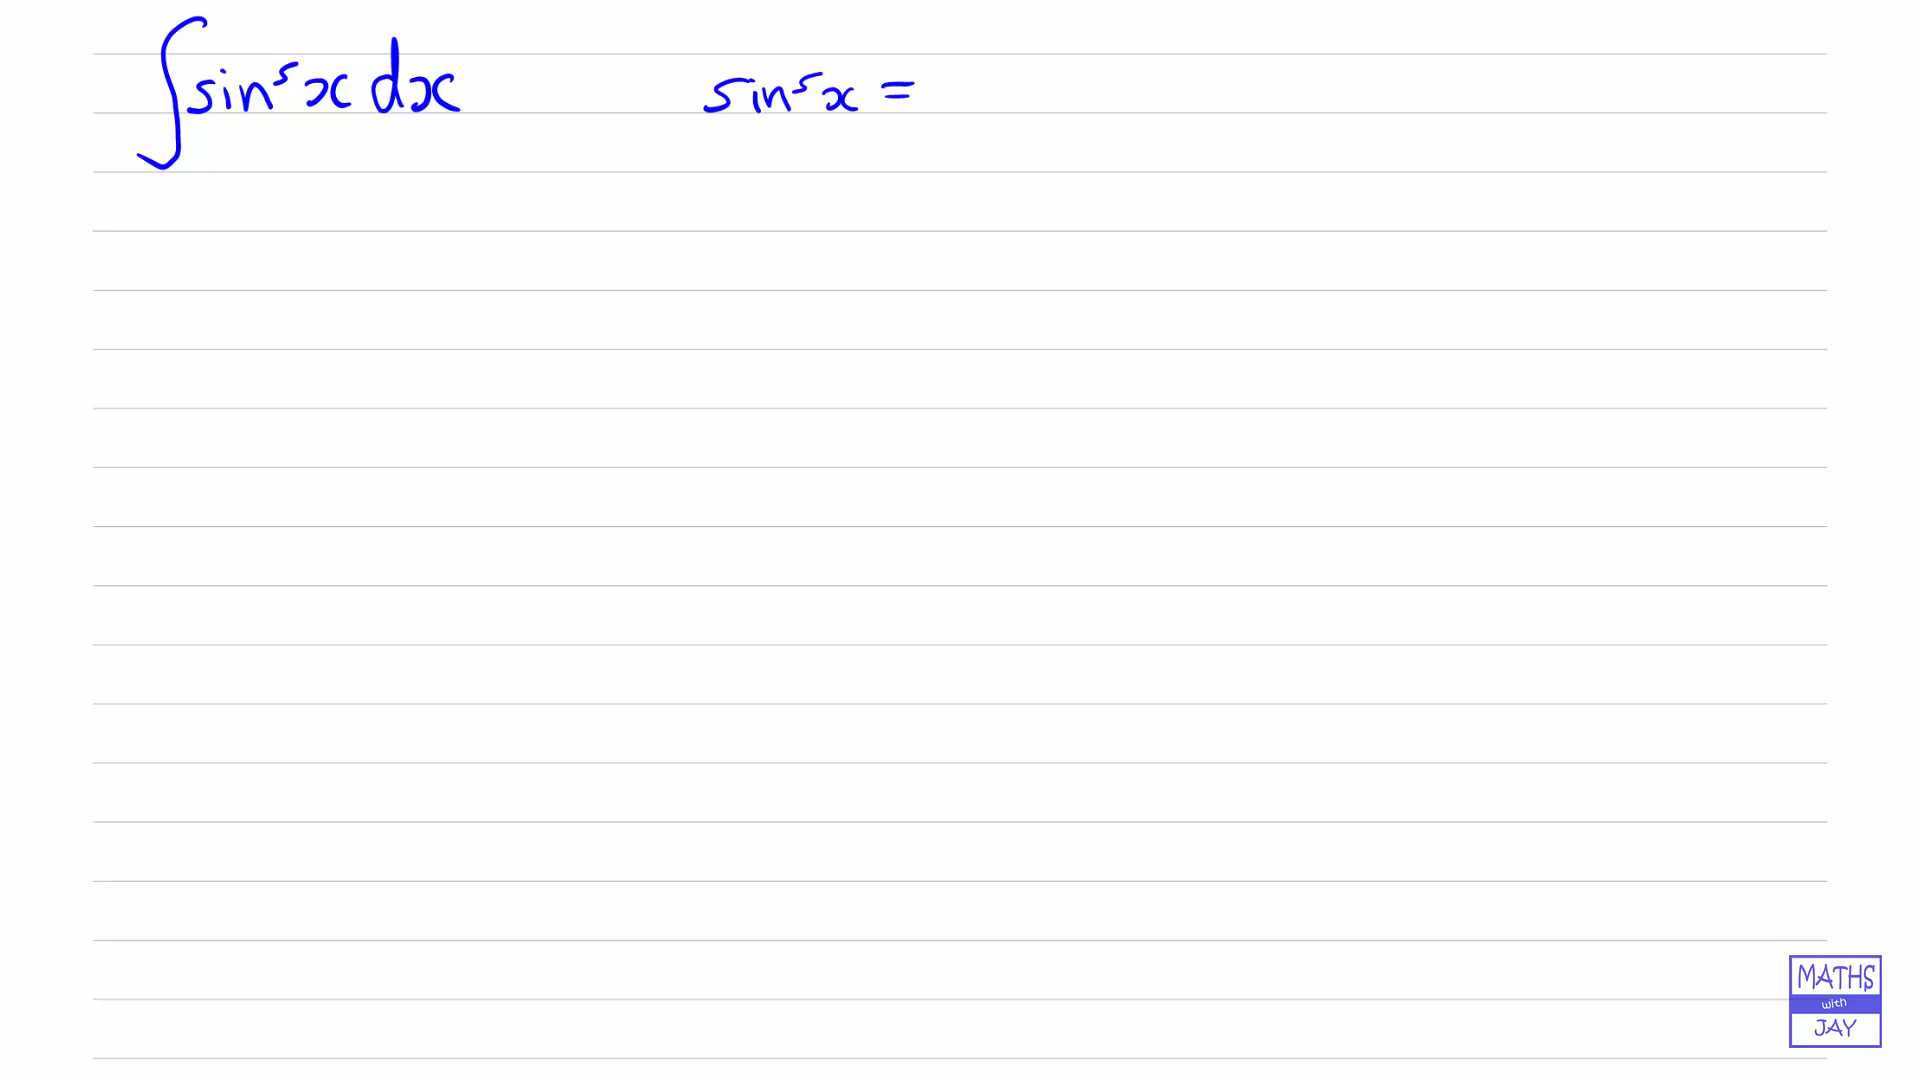 ∫sin⁵x dx sin⁵x =
MATHS
with
JAY